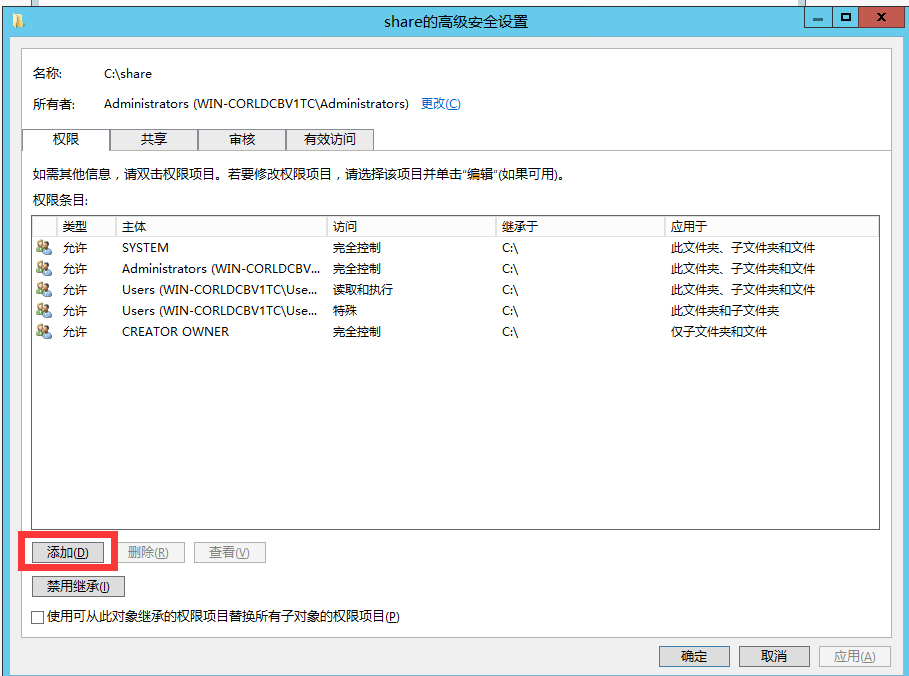 share的高级安全设置
名称: C:\share
所有者: Administrators (WIN-CORLDCBV1TC\Administrators) 更改(C)
权限 共享 审核 有效访问
如需其他信息，请双击权限项目。若要修改权限项目，请选择该项目并单击“编辑”(如果可用)。
权限条目:
类型 主体 访问 继承于 应用于
允许 SYSTEM 完全控制 C:\ 此文件夹、子文件夹和文件
允许 Administrators (WIN-CORLDCBV... 完全控制 C:\ 此文件夹、子文件夹和文件
允许 Users (WIN-CORLDCBV1TC\Use... 读取和执行 C:\ 此文件夹、子文件夹和文件
允许 Users (WIN-CORLDCBV1TC\Use... 特殊 C:\ 此文件夹和子文件夹
允许 CREATOR OWNER 完全控制 C:\ 仅子文件夹和文件
添加(D) 删除(R) 查看(V)
禁用继承(I)
使用可从此对象继承的权限项目替换所有子对象的权限项目(P)
确定 取消 应用(A)